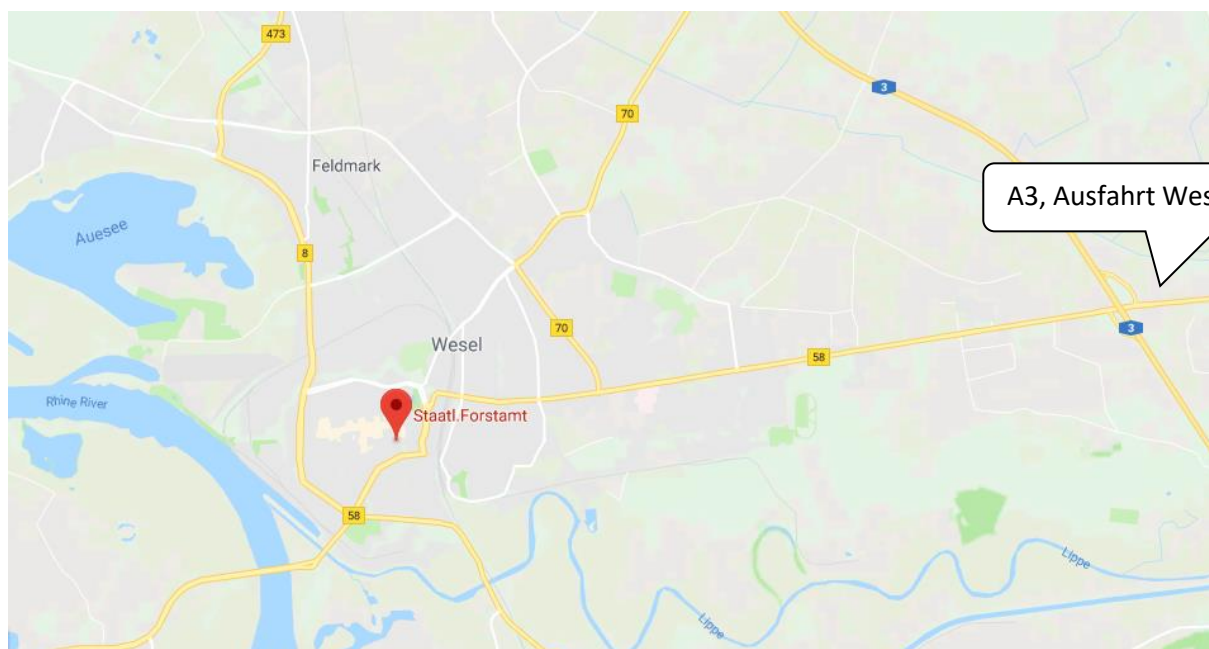 473
3
70
Feldmark
A3, Ausfahrt Wes
Auesee
8
70
3
Wesel
58
Rhine River
Staatl.Forstamt
58
Lippe
Lippe